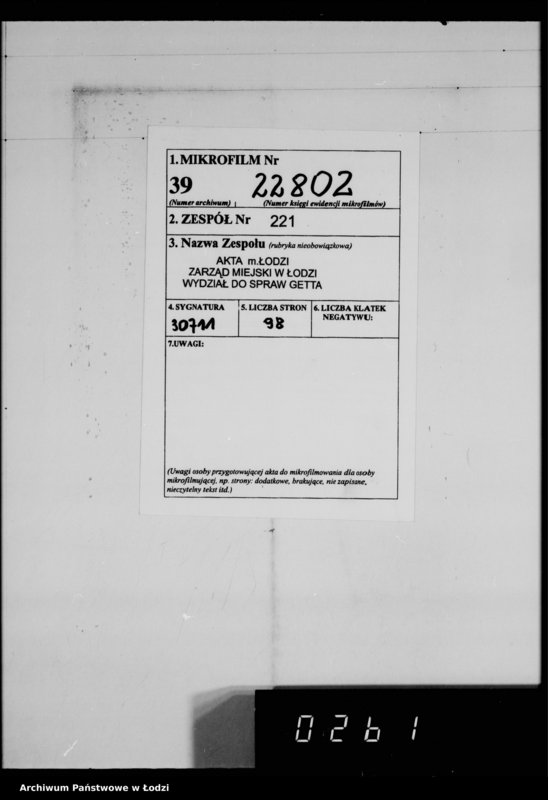 1. MIKROFILM Nr
39 22802
(Numer archiwum) (Numer księgi ewidencji mikrofilmów)
2. ZESPÓŁ Nr 221
3. Nazwa Zespołu (rubryka nieobowiązkowa)
AKTA m.ŁODZI
ZARZĄD MIEJSKI W ŁODZI
WYDZIAŁ DO SPRAW GETTA
4. SYGNATURA 5. LICZBA STRON 6. LICZBA KLATEK
NEGATYWU:
30711 98
7.UWAGI:
(Uwagi osoby przygotowującej akta do mikrofilmowania dla osoby
mikrofilmującej, np. strony: dodatkowe, brakujące, nie zapisane,
nieczytelny tekst itd.)
0261
Archiwum Państwowe w Łodzi